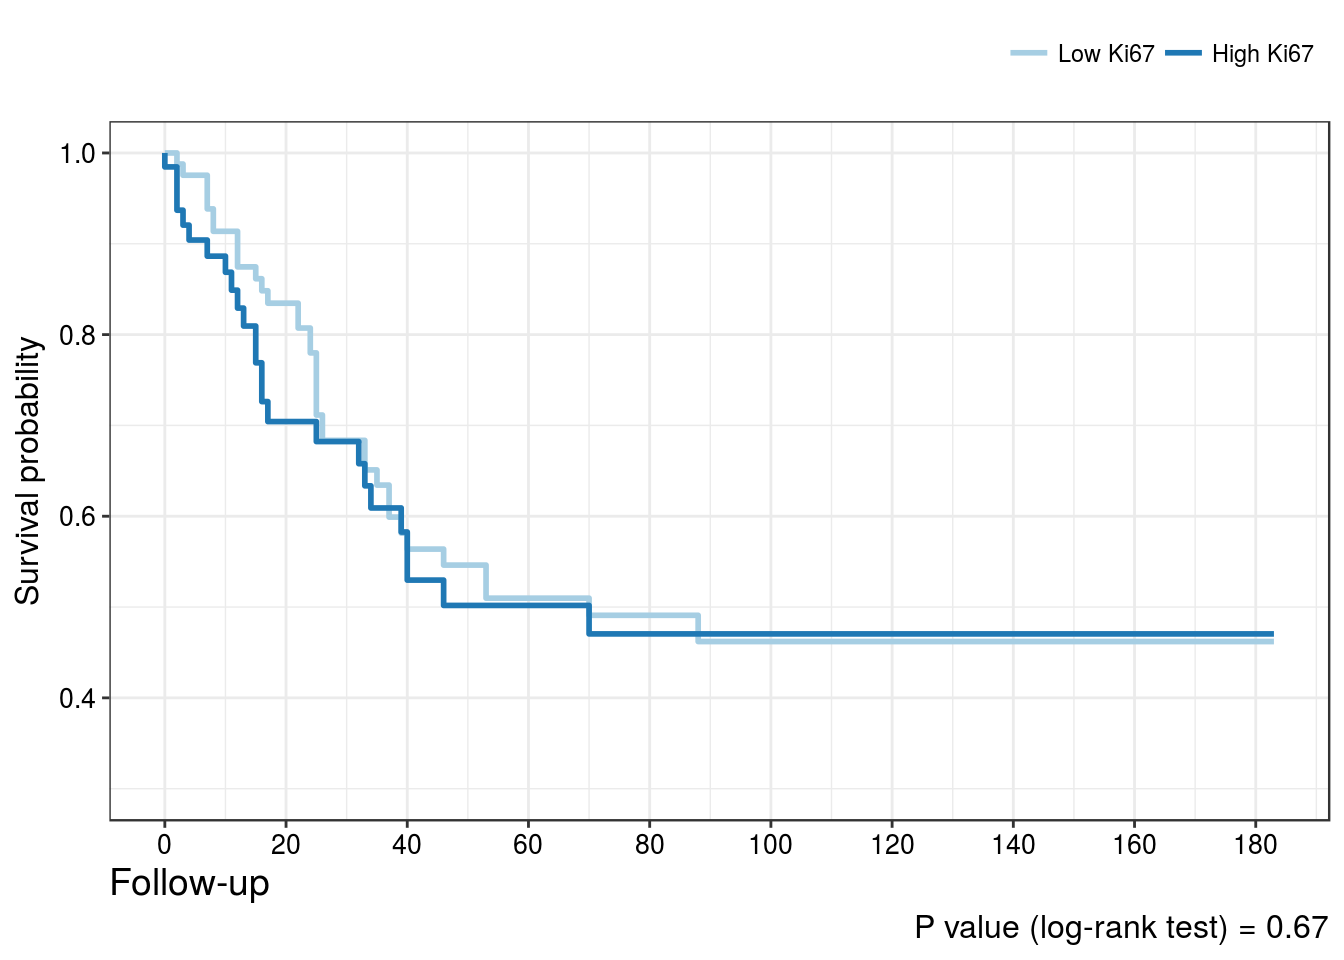 Low Ki67 High Ki67
Survival probability
1.0
0.8
0.6
0.4
0 20 40 60 80 100 120 140 160 180
Follow-up
P value (log-rank test) = 0.67